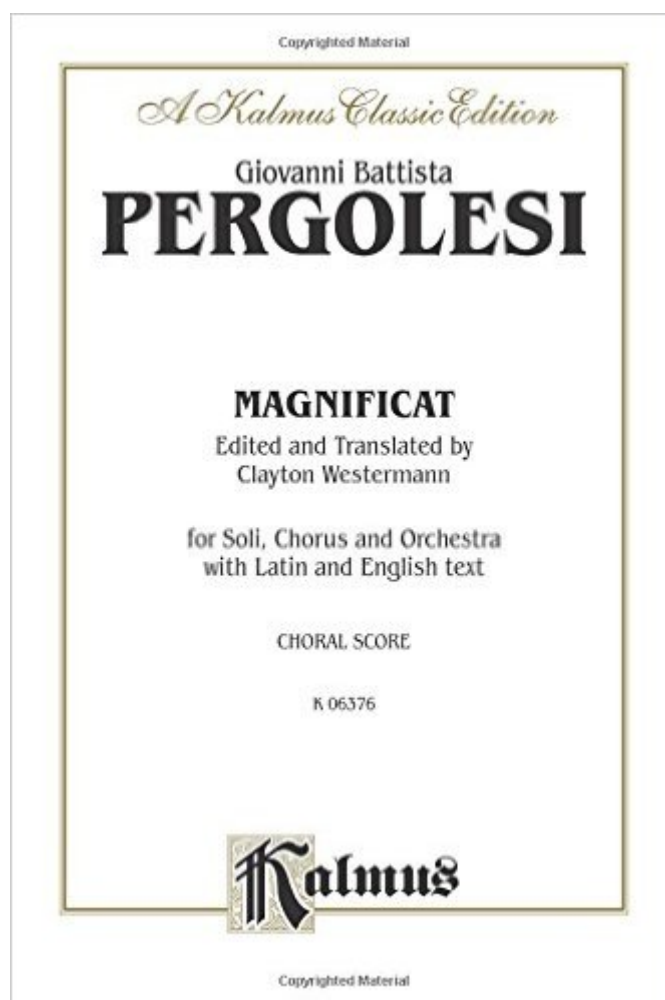 Copyrighted Material
A Kalmus Classic Edition
Giovanni Battista
PERGOLESI
MAGNIFICAT
Edited and Translated by
Clayton Westermann
for Soli, Chorus and Orchestra
with Latin and English text
CHORAL SCORE
K 06376
Kalmus
Copyrighted Material